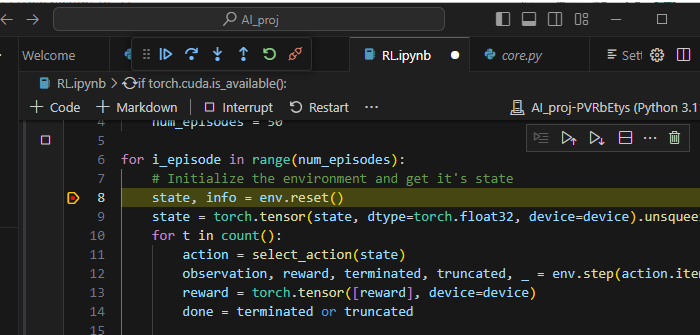 AI_proj
Welcome
RL.ipynb
core.py
Sett
RL.ipynb > if torch.cuda.is_available():
+ Code + Markdown Interrupt Restart ...
AI_proj-PVRbEtys (Python 3.1
4 num_episodes = 50
5
6 for i_episode in range(num_episodes):
7 # Initialize the environment and get it's state
8 state, info = env.reset()
9 state = torch.tensor(state, dtype=torch.float32, device=device).unsquee
10 for t in count():
11 action = select_action(state)
12 observation, reward, terminated, truncated, _ = env.step(action.ite
13 reward = torch.tensor([reward], device=device)
14 done = terminated or truncated
15